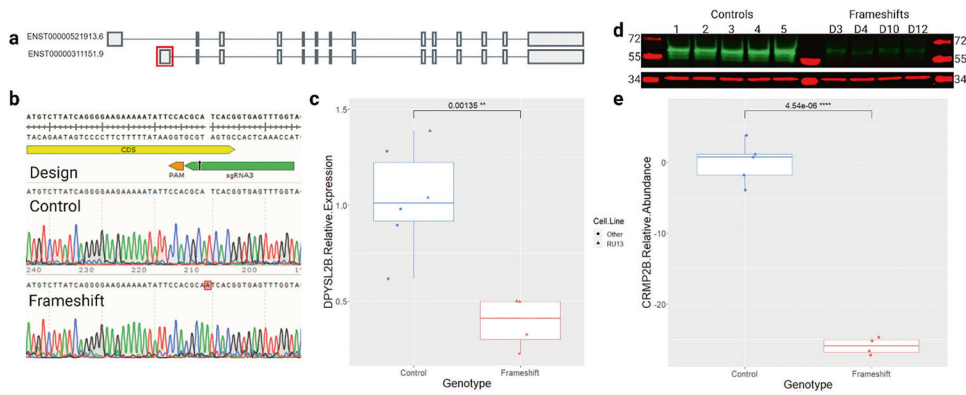 a
ENST00000521913.6
ENST00000311151.9
b
ATGTCTTATCAGGGGAAGAAAAATATTCCACGCA TCACGGTGAGTTTGGTA
TACAGAATAGTCCCCTTCTTTTTATAAGGTGCGT AGTGCCACTCAAACCAT
CDS
Design
PAM
sgRNA3
ATGTCTTATCAGGGGAAGAAAAATATTCCACGCA TCACGGTGAGTTTGGTA
Control
240 230 220 210 200
ATGTCTTATCAGGGGAAGAAAAATATTCCACGCAATCACGGTGAGTTTGGTA
Frameshift
c
0.00135 **
DPYSL2B.Relative.Expression
1.5
1.0
0.5
Control Frameshift
Genotype
Cell.Line
Other
RU13
d
Controls Frameshifts
1 2 3 4 5 D3 D4 D10 D12
72 72
55 55
34 34
e
4.54e-06 ****
CRMP2B.Relative.Abundance
0
-10
-20
Control Frameshift
Genotype